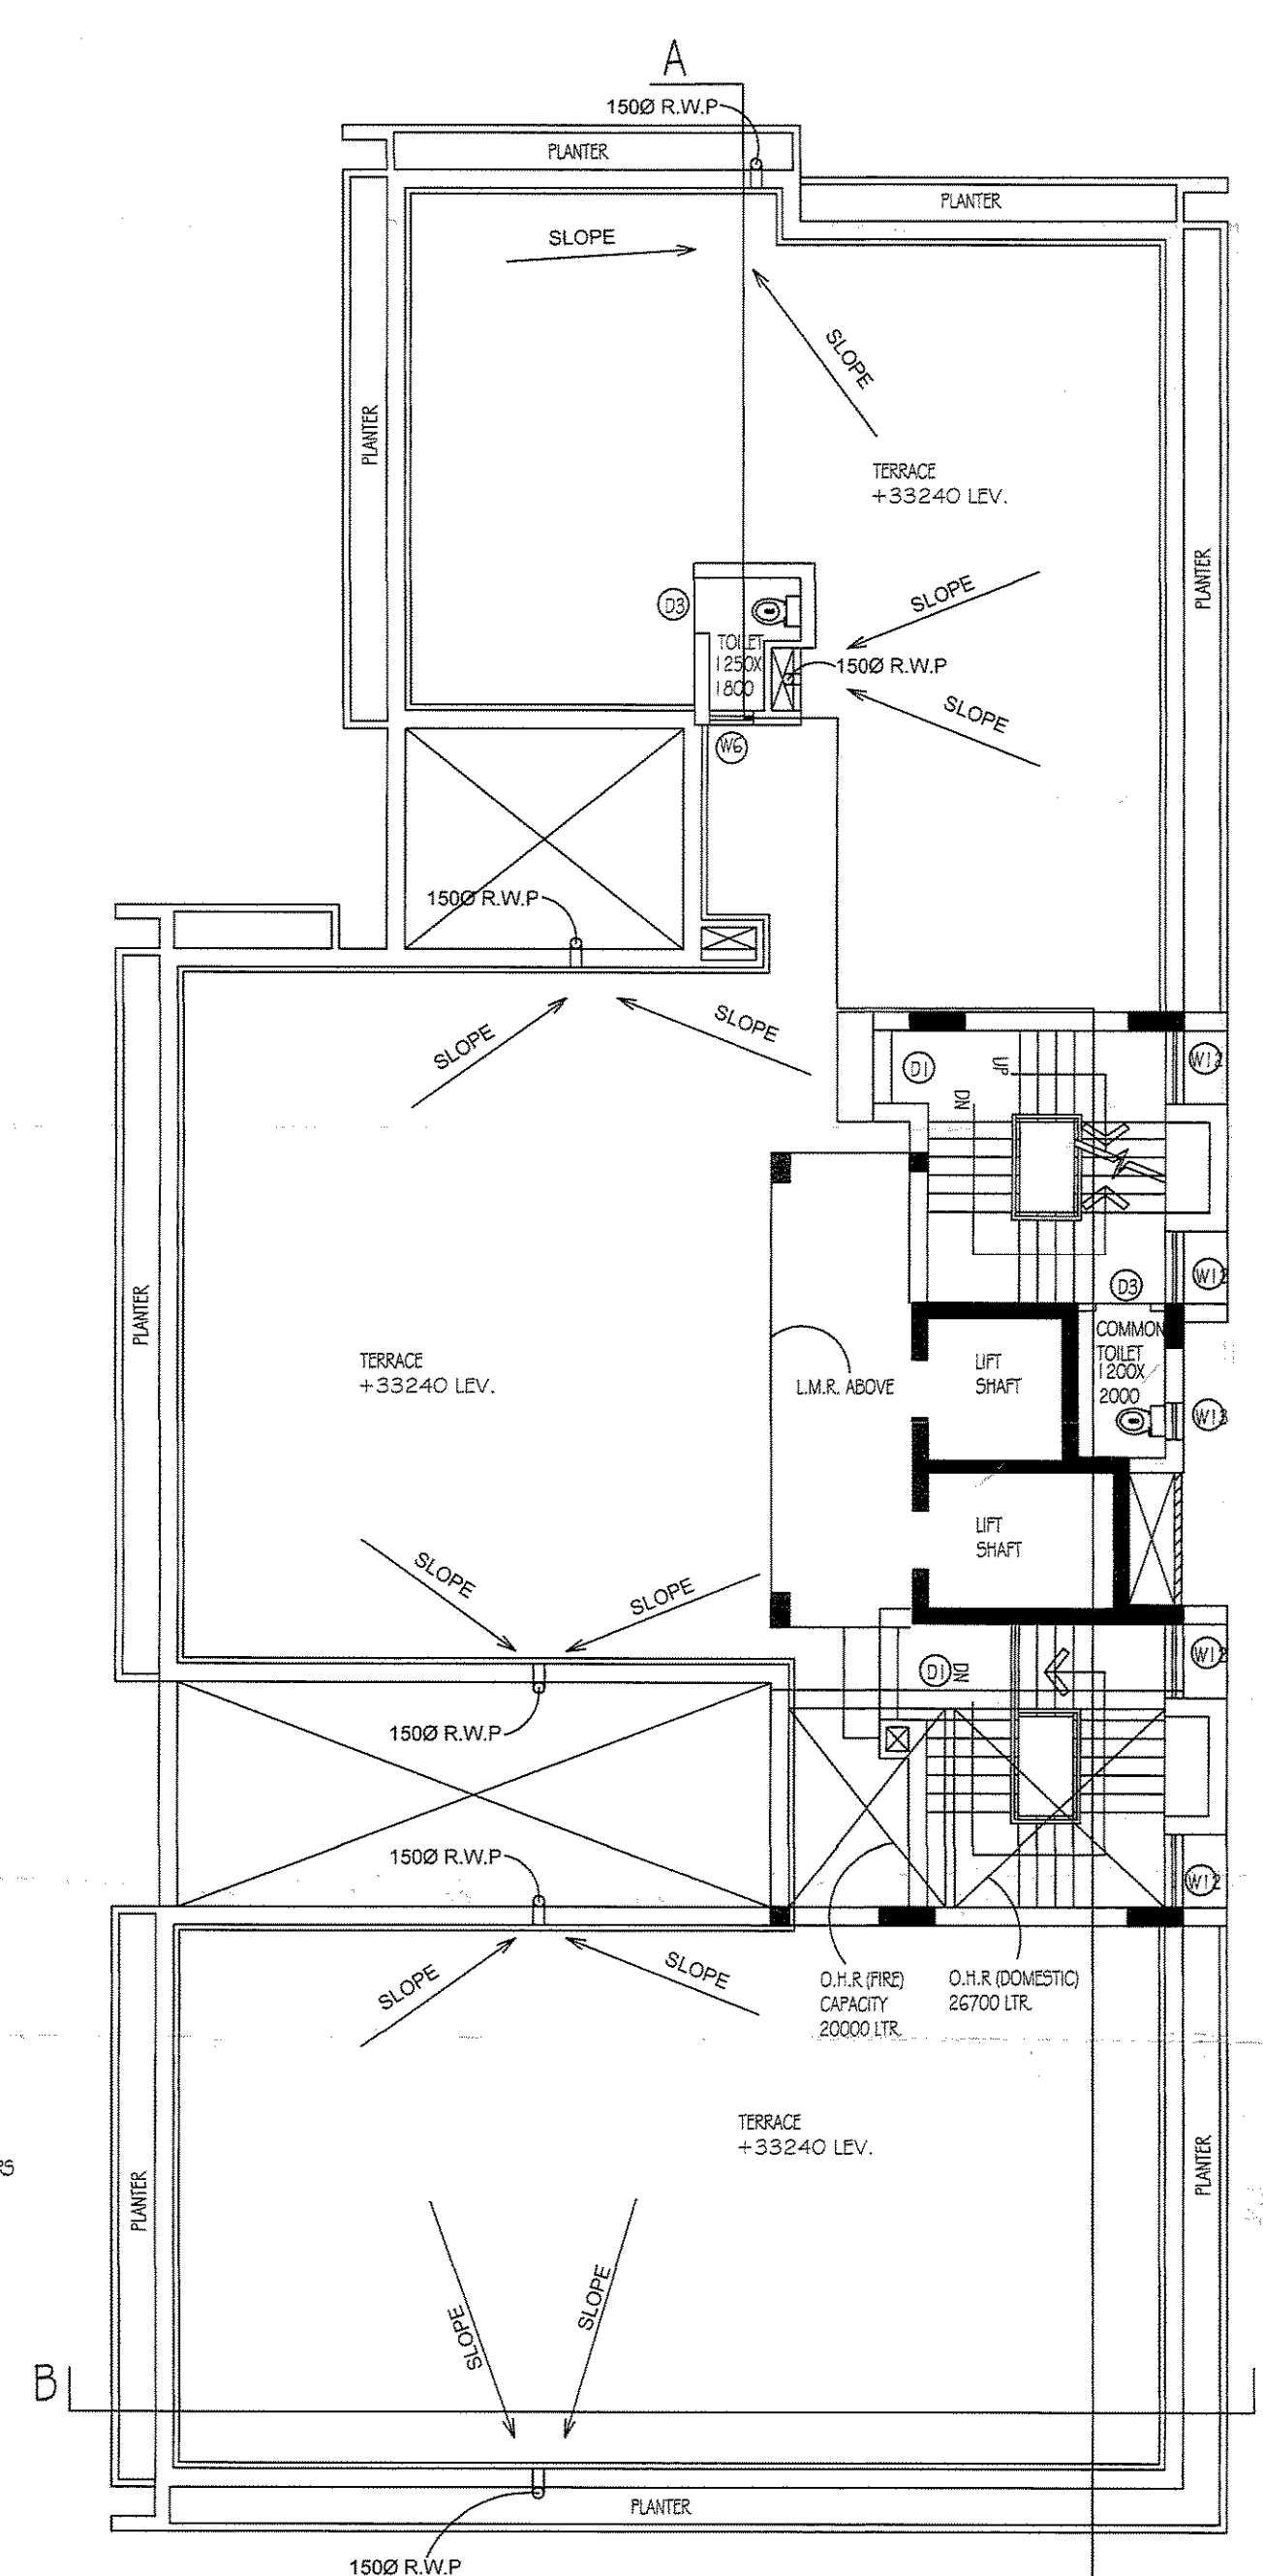 A
150Ø R.W.P
PLANTER
PLANTER
SLOPE
SLOPE
PLANTER
TERRACE
+33240 LEV.
PLANTER
SLOPE
D3
TOILET
1250X
1800
150Ø R.W.P
SLOPE
W6
150Ø R.W.P
SLOPE
SLOPE
D1
UP
DN
W12
W12
D3
PLANTER
COMMON
TOILET
1200X
2000
LIFT
SHAFT
TERRACE
+33240 LEV.
L.M.R. ABOVE
W13
LIFT
SHAFT
SLOPE
SLOPE
D1
DN
W12
150Ø R.W.P
150Ø R.W.P
W12
SLOPE
SLOPE
O.H.R (FIRE)
CAPACITY
20000 LTR.
O.H.R (DOMESTIC)
26700 LTR.
TERRACE
+33240 LEV.
RS
PLANTER
PLANTER
SLOPE
SLOPE
B
PLANTER
150Ø R.W.P